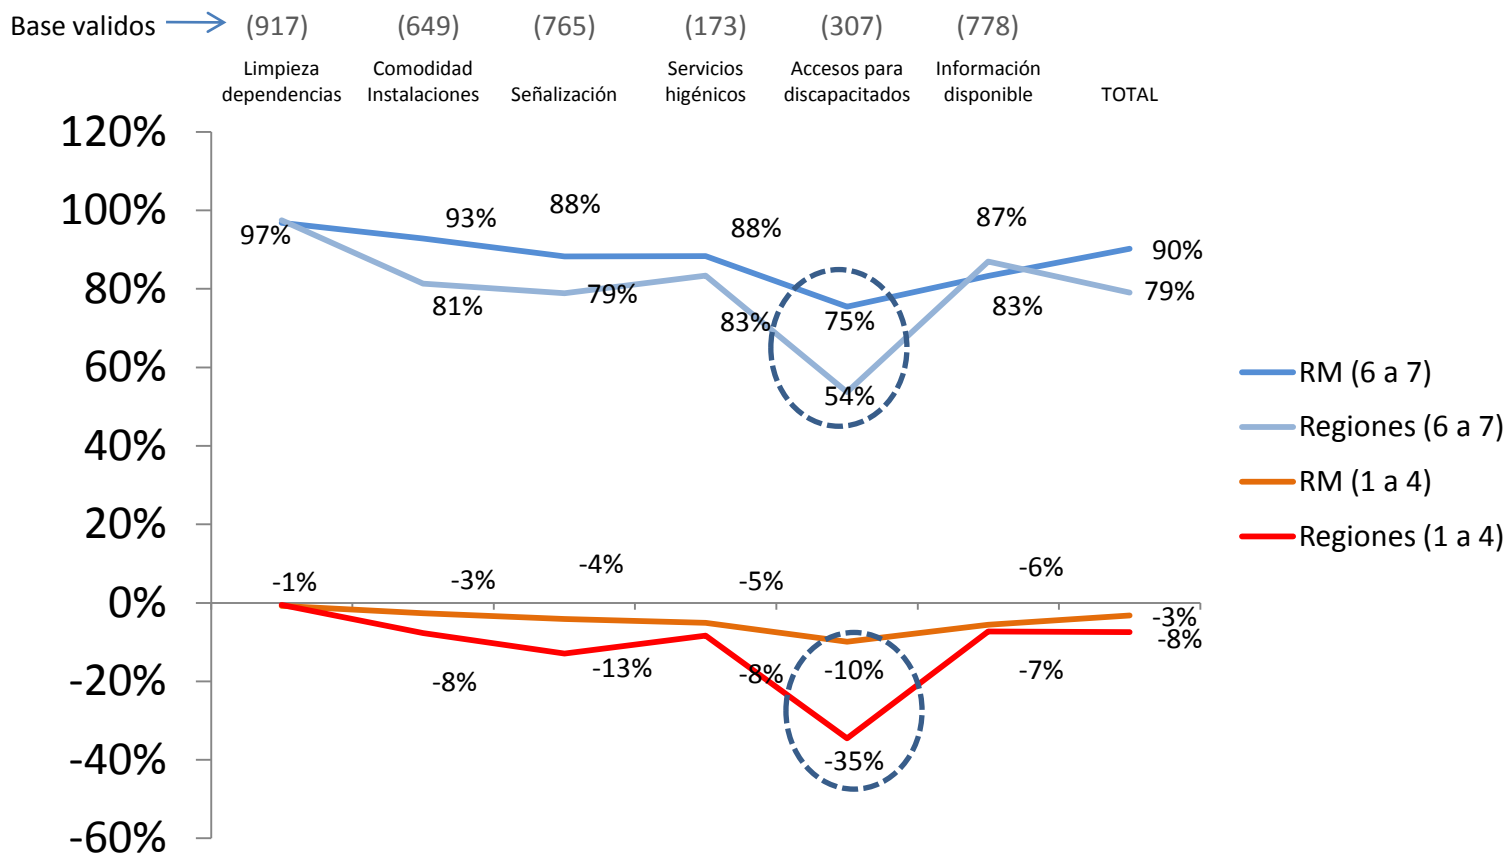 Base validos
(917) (649) (765) (173) (307) (778)
Limpieza
dependencias
Comodidad
Instalaciones
Señalización
Servicios
higénicos
Accesos para
discapacitados
Información
disponible
TOTAL
120%
100%
80%
60%
40%
20%
0%
-20%
-40%
-60%
97%
93%
88%
88%
75%
87%
90%
81%
79%
83%
54%
83%
79%
-1%
-3%
-4%
-5%
-10%
-6%
-3%
-8%
-13%
-8%
-35%
-7%
-8%
RM (6 a 7)
Regiones (6 a 7)
RM (1 a 4)
Regiones (1 a 4)